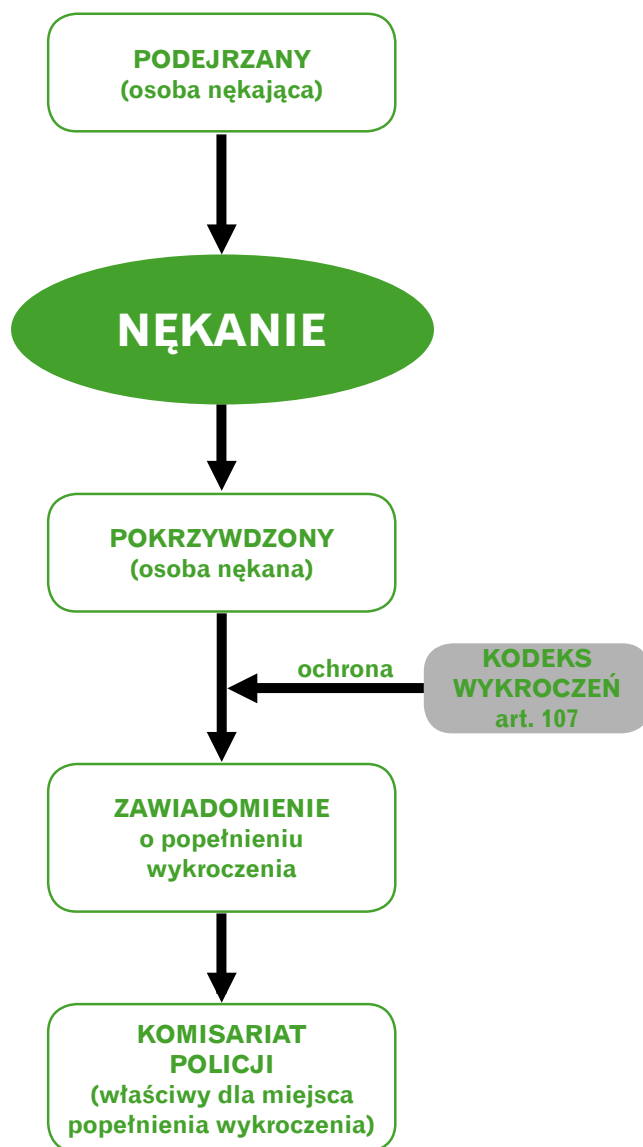 PODEJRZANY
(osoba nękająca)
NĘKANIE
POKRZYWDZONY
(osoba nękana)
ochrona
KODEKS
WYKROCZEŃ
art. 107
ZAWIADOMIENIE
o popełnieniu
wykroczenia
KOMISARIAT
POLICJI
(właściwy dla miejsca
popełnienia wykroczenia)